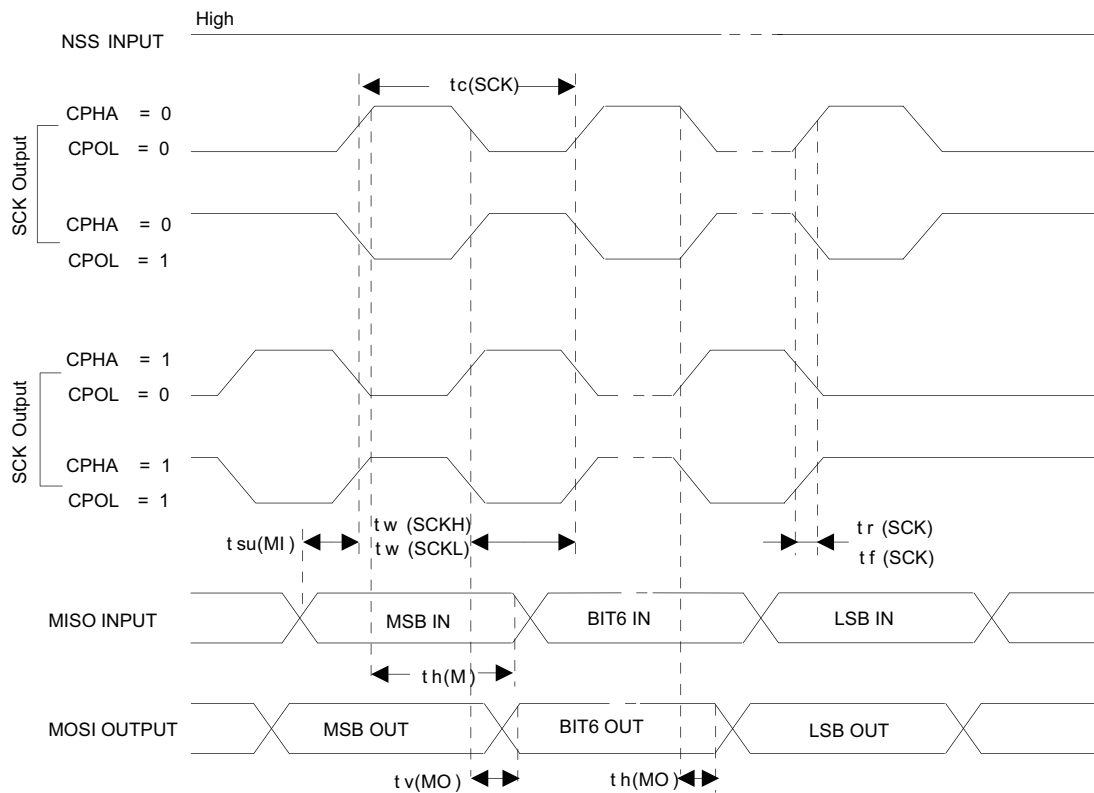 High
NSS INPUT
tc(SCK)
CPHA = 0
CPOL = 0
SCK Output
CPHA = 0
CPOL = 1
CPHA = 1
CPOL = 0
SCK Output
CPHA = 1
CPOL = 1
tsu(MI)
tw (SCKH)
tw (SCKL)
tr (SCK)
tf (SCK)
MISO INPUT
MSB IN
BIT6 IN
LSB IN
th(M)
MOSI OUTPUT
MSB OUT
BIT6 OUT
LSB OUT
tv(MO)
th(MO)